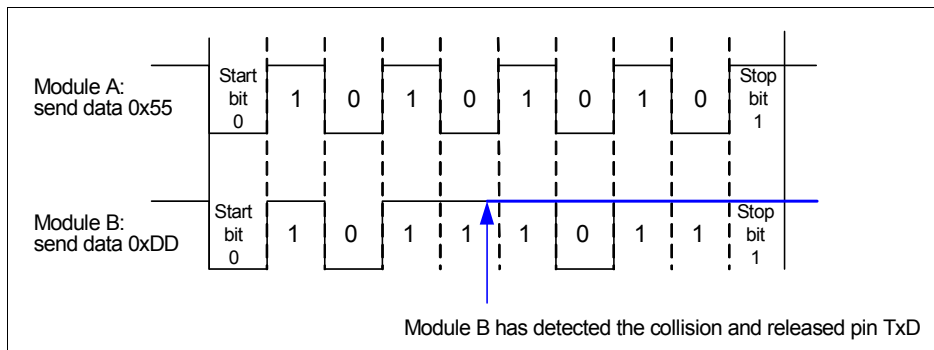 Module A:
send data 0x55
Start
bit
0
1 0 1 0 1 0 1 0
Stop
bit
1
Module B:
send data 0xDD
Start
bit
0
1 0 1 1 1 0 1 1
Stop
bit
1
Module B has detected the collision and released pin TxD